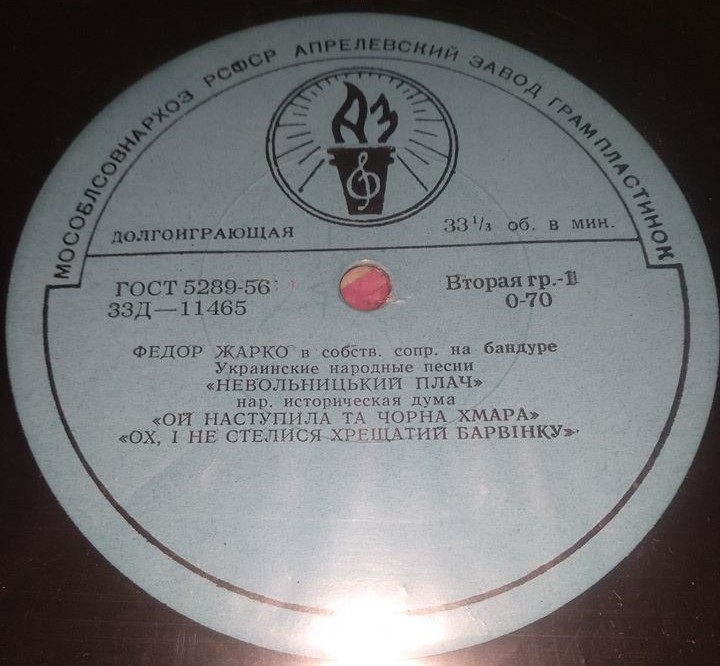 МОСОБЛСОВНАРХОЗ РСФСР АПРЕЛЕВСКИЙ ЗАВОД ГРАМПЛАСТИНОК
АЗ
ДОЛГОИГРАЮЩАЯ 33 1/3 об. в мин.
ГОСТ 5289-56 Вторая гр.-II
33Д—11465 0-70
ФЕДОР ЖАРКО в собств. сопр. на бандуре
Украинские народные песни
«НЕВОЛЬНИЦЬКИЙ ПЛАЧ»
нар. историческая дума
«ОЙ НАСТУПИЛА ТА ЧОРНА ХМАРА»
«ОХ, І НЕ СТЕЛИСЯ ХРЕЩАТИЙ БАРВІНКУ»